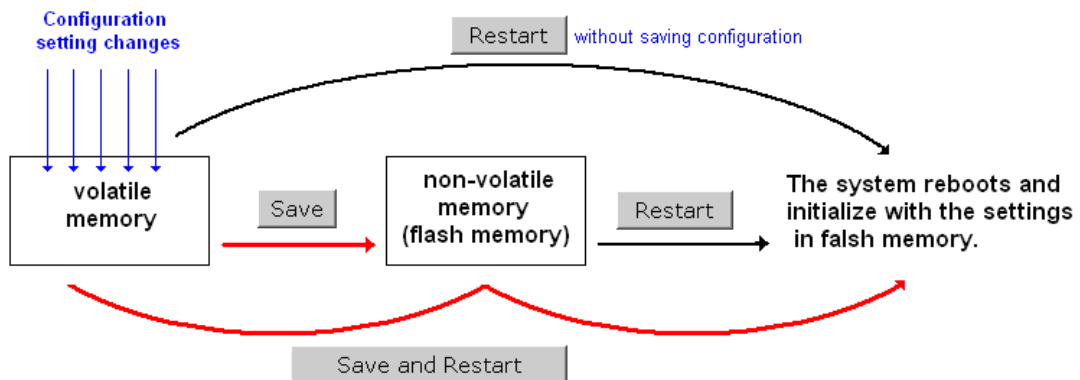 Configuration
setting changes
Restart
without saving configuration
volatile
memory
Save
non-volatile
memory
(flash memory)
Restart
The system reboots and
initialize with the settings
in falsh memory.
Save and Restart